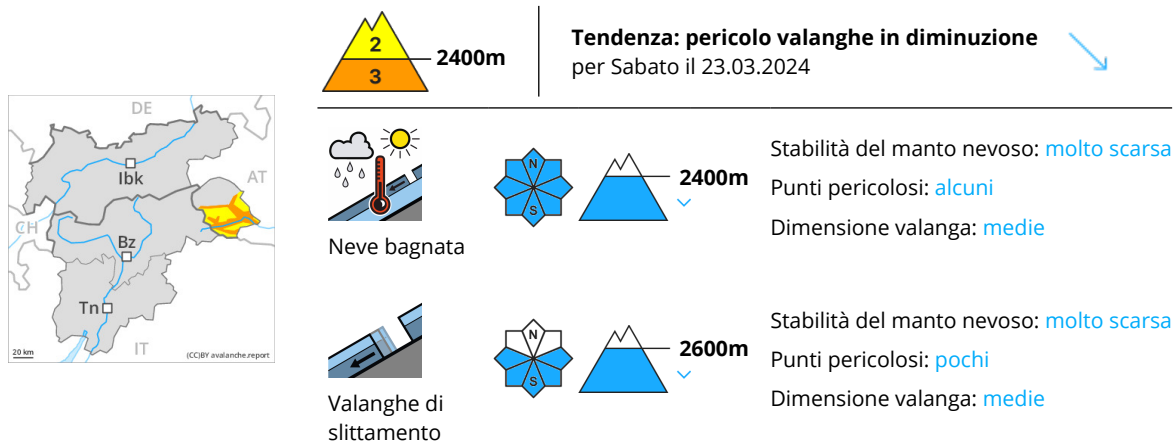 2
3
2400m
Tendenza: pericolo valanghe in diminuzione
per Sabato il 23.03.2024
DE
AT
Ibk
CH
Bz
Tn
IT
20 km
(CC)BY avalanche.report
Neve bagnata
N
S
2400m
Stabilità del manto nevoso: molto scarsa
Punti pericolosi: alcuni
Dimensione valanga: medie
Valanghe di
slittamento
N
S
2600m
Stabilità del manto nevoso: molto scarsa
Punti pericolosi: pochi
Dimensione valanga: medie